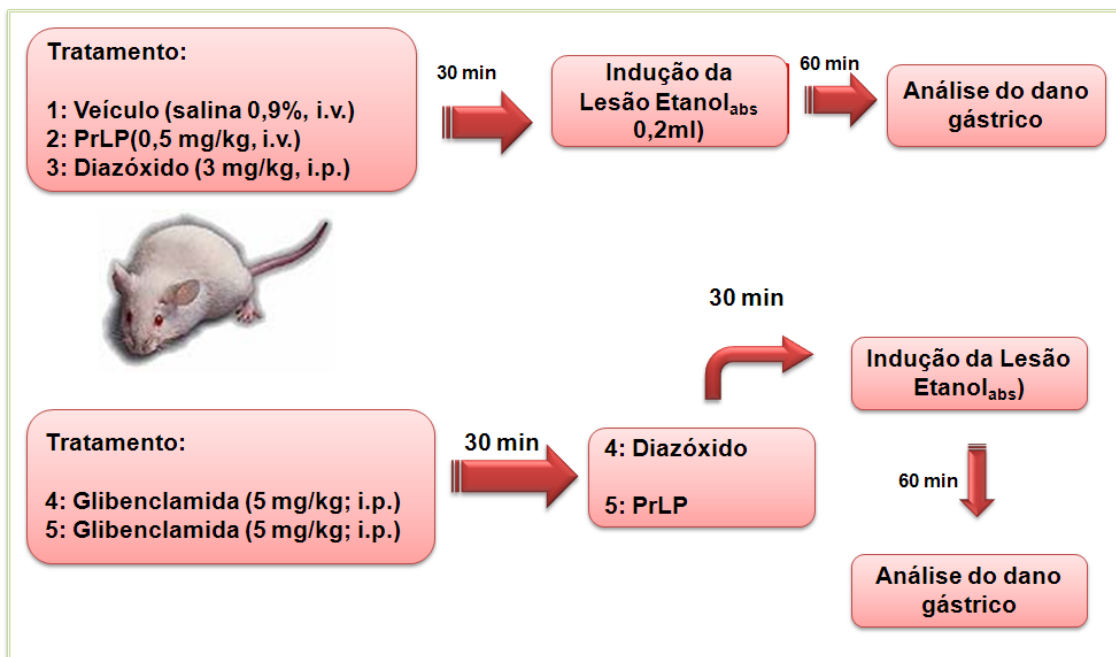 Tratamento:
1: Veículo (salina 0,9%, i.v.)
2: PrLP(0,5 mg/kg, i.v.)
3: Diazóxido (3 mg/kg, i.p.)
30 min
Indução da
Lesão Etanolabs
0,2ml)
60 min
Análise do dano
gástrico
Tratamento:
4: Glibenclamida (5 mg/kg; i.p.)
5: Glibenclamida (5 mg/kg; i.p.)
30 min
4: Diazóxido
5: PrLP
30 min
Indução da Lesão
Etanolabs)
60 min
Análise do dano
gástrico